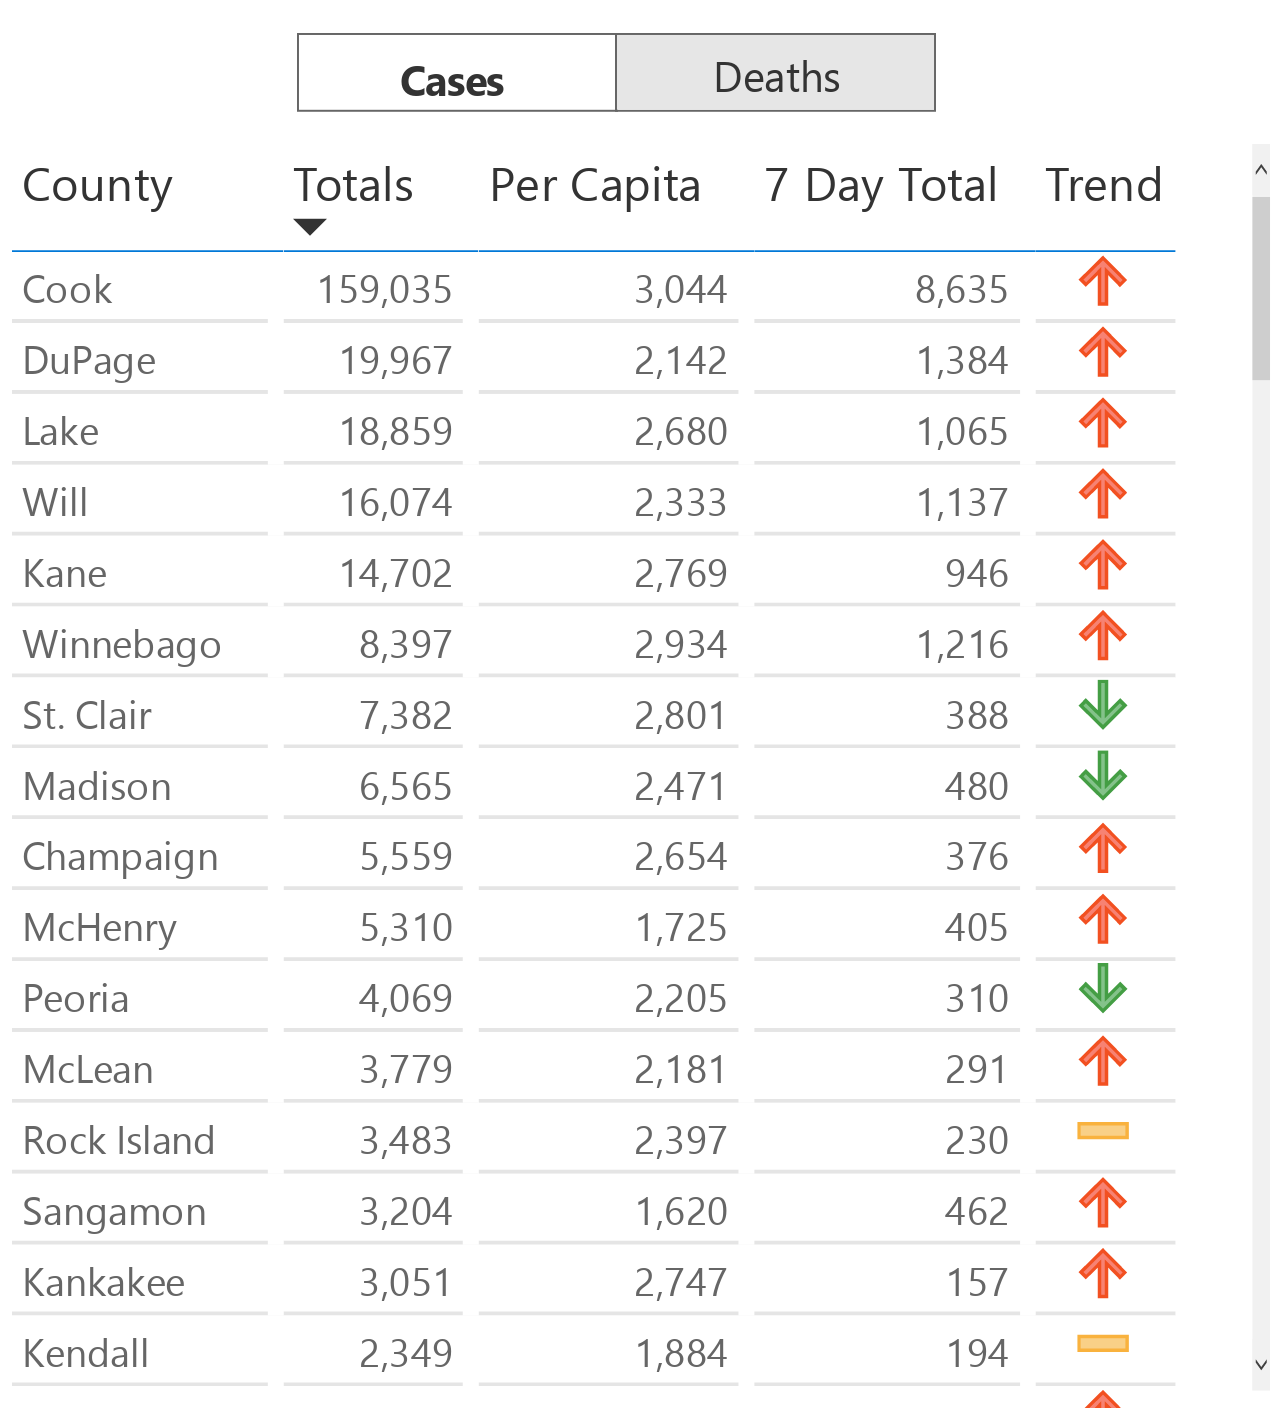 Cases Deaths
County Totals Per Capita 7 Day Total Trend
Cook 159,035 3,044 8,635
DuPage 19,967 2,142 1,384
Lake 18,859 2,680 1,065
Will 16,074 2,333 1,137
Kane 14,702 2,769 946
Winnebago 8,397 2,934 1,216
St. Clair 7,382 2,801 388
Madison 6,565 2,471 480
Champaign 5,559 2,654 376
McHenry 5,310 1,725 405
Peoria 4,069 2,205 310
McLean 3,779 2,181 291
Rock Island 3,483 2,397 230
Sangamon 3,204 1,620 462
Kankakee 3,051 2,747 157
Kendall 2,349 1,884 194